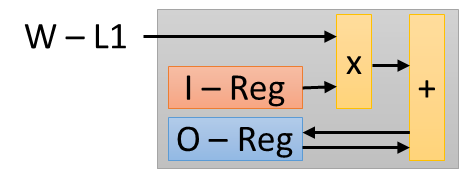 W – L1
x
I – Reg
+
O – Reg